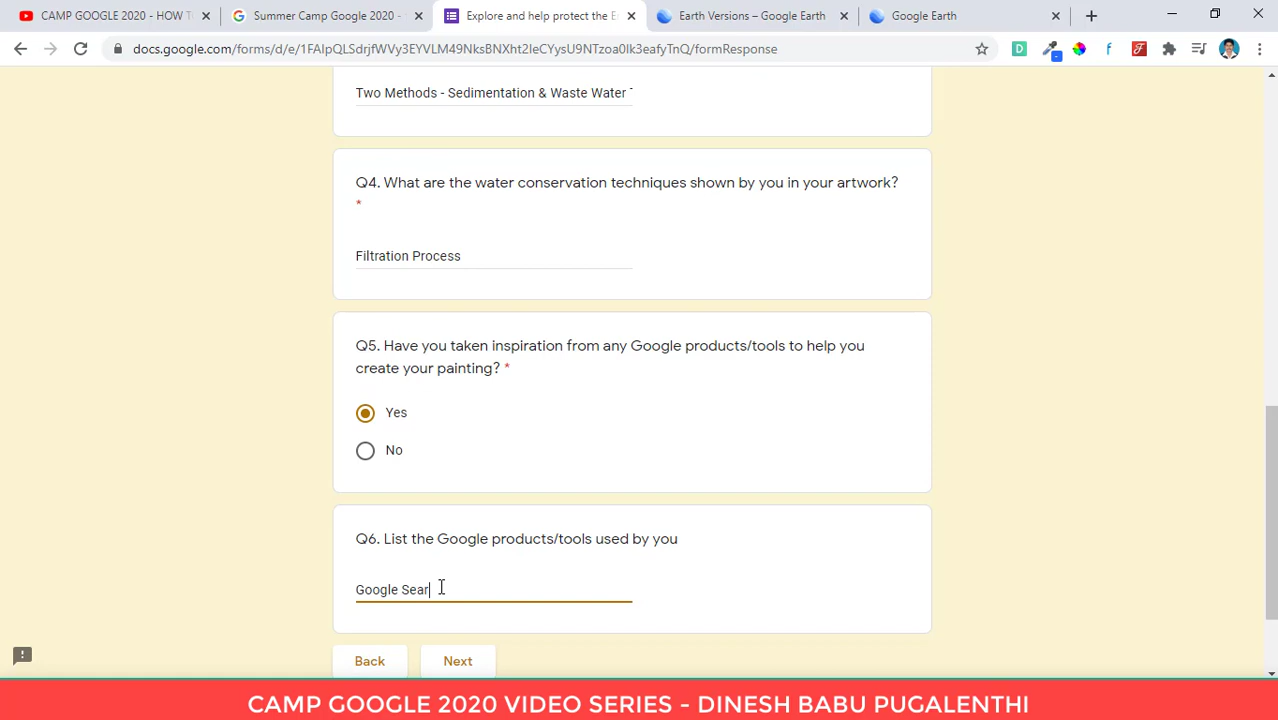 CAMP GOOGLE 2020 - HOW T
Summer Camp Google 2020 -
Explore and help protect the E
Earth Versions – Google Earth
Google Earth
docs.google.com/forms/d/e/1FAIpQLSdrjfWVy3EYVLM49NksBNXht2IeCYysU9NTzoa0Ik3eafyTnQ/formResponse
Two Methods - Sedimentation & Waste Water
Q4. What are the water conservation techniques shown by you in your artwork?
*
Filtration Process
Q5. Have you taken inspiration from any Google products/tools to help you
create your painting? *
Yes
No
Q6. List the Google products/tools used by you
Google Sear
Back
Next
CAMP GOOGLE 2020 VIDEO SERIES - DINESH BABU PUGALENTHI